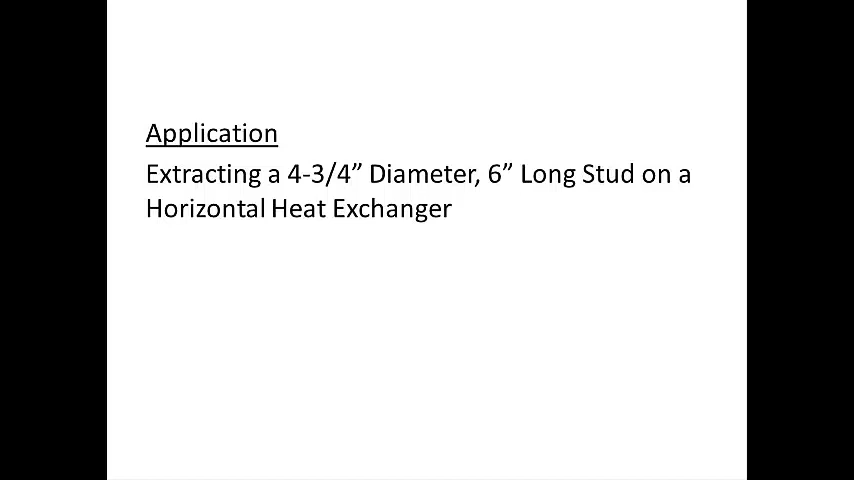 Application
Extracting a 4-3/4” Diameter, 6” Long Stud on a
Horizontal Heat Exchanger